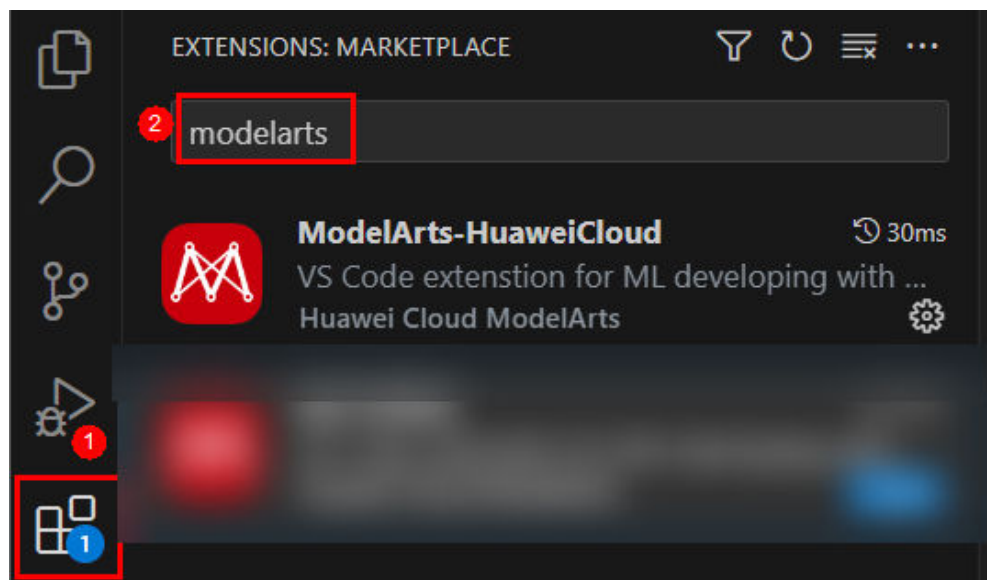 EXTENSIONS: MARKETPLACE
2
modelarts
ModelArts-HuaweiCloud 30ms
VS Code extenstion for ML developing with ...
Huawei Cloud ModelArts
1
1